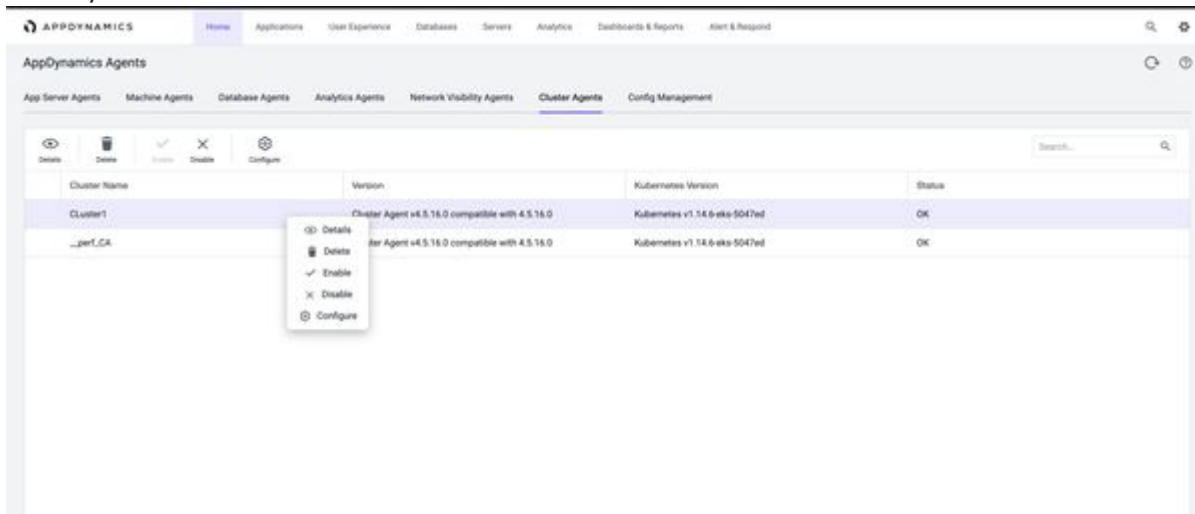 APPDYNAMICS Home Applications User Experience Databases Servers Analytics Dashboards & Reports Alert & Respond
AppDynamics Agents
App Server Agents Machine Agents Database Agents Analytics Agents Network Visibility Agents Cluster Agents Config Management
Details Delete Enable Disable Configure Search...
Cluster Name Version Kubernetes Version Status
CLuster1 Cluster Agent v4.5.16.0 compatible with 4.5.16.0 Kubernetes v1.14.6-eks-5047ed OK
Details
__perf_CA ter Agent v4.5.16.0 compatible with 4.5.16.0 Kubernetes v1.14.6-eks-5047ed OK
Delete
Enable
Disable
Configure